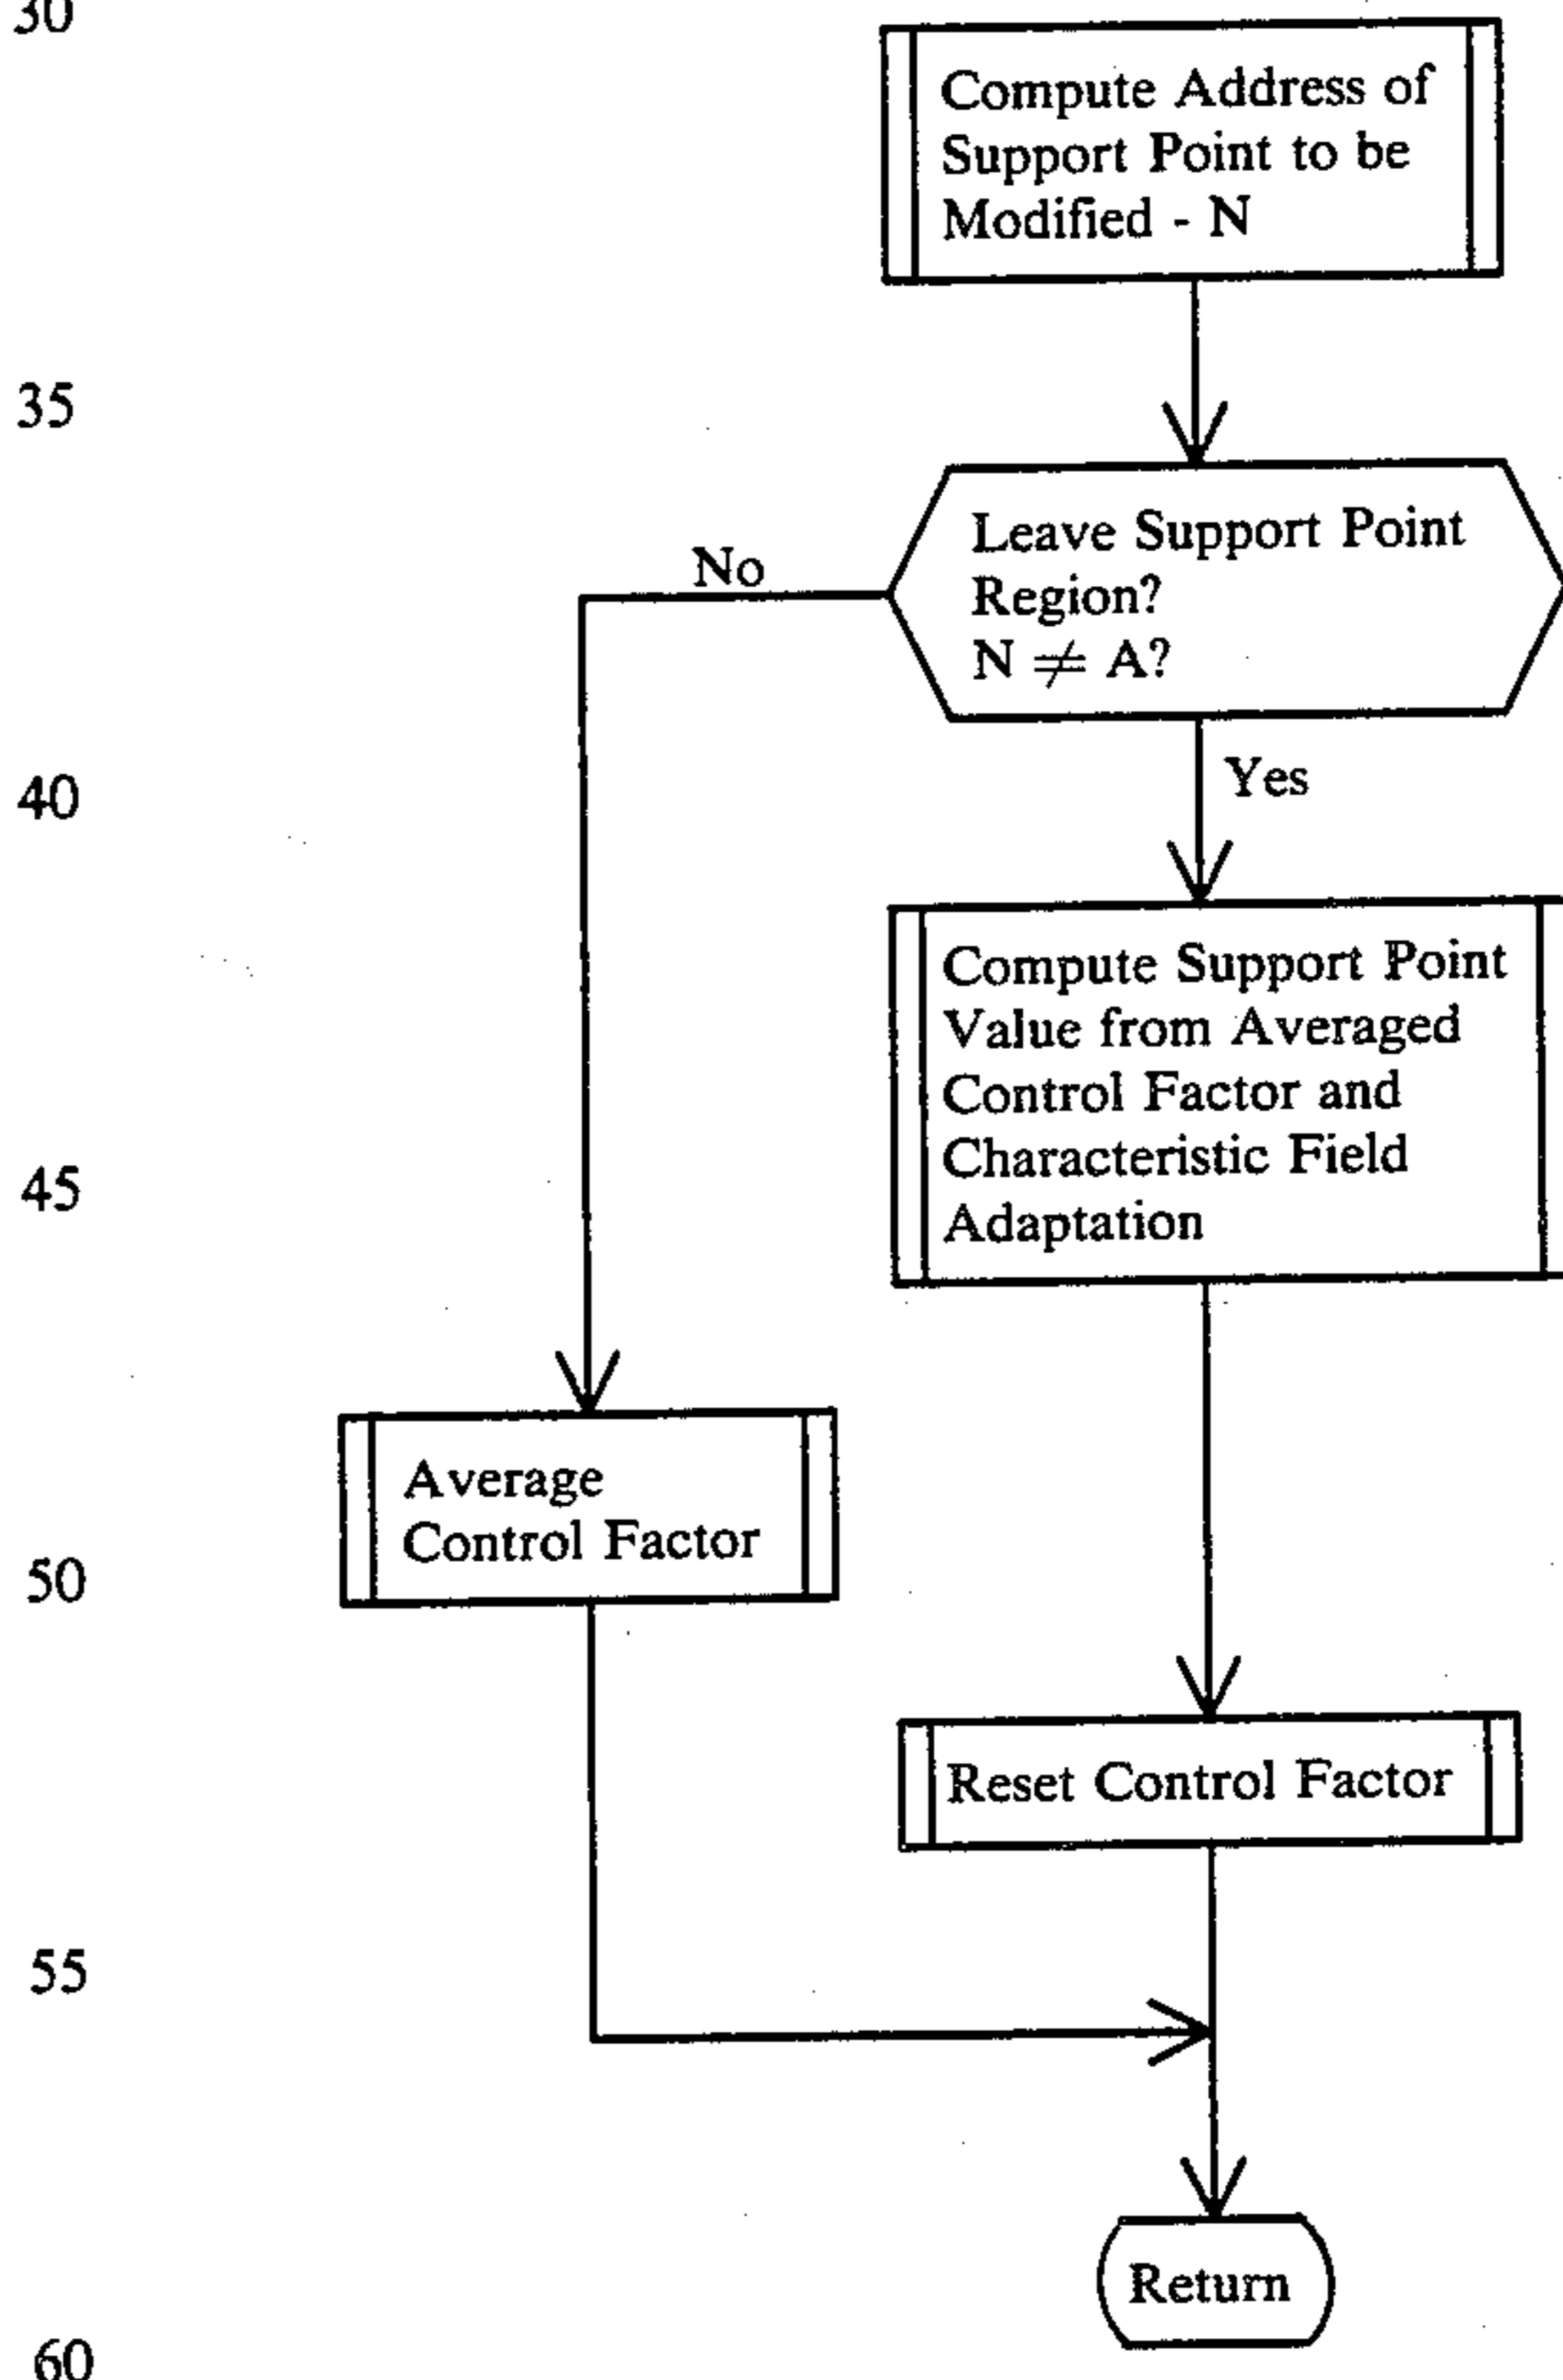 30
Compute Address of
Support Point to be
Modified - N
35
Leave Support Point
Region?
N ≠ A?
No
40
Yes
Compute Support Point
Value from Averaged
Control Factor and
Characteristic Field
Adaptation
45
Average
Control Factor
50
Reset Control Factor
55
Return
60